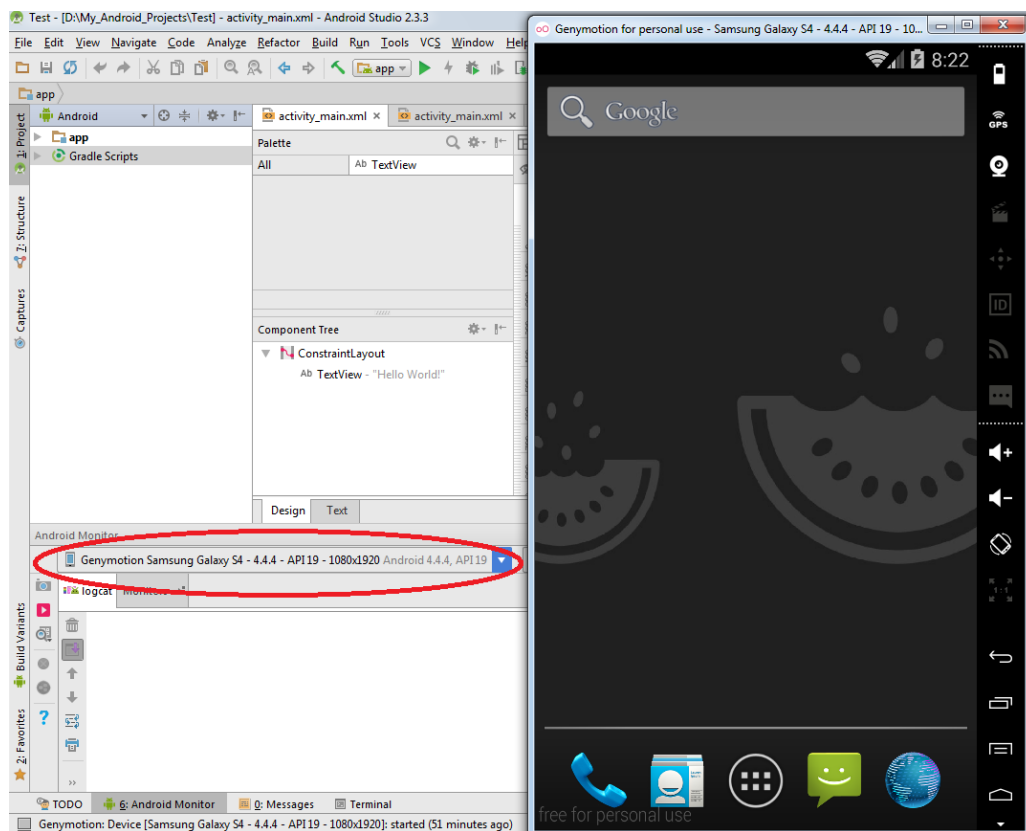 Test - [D:\My_Android_Projects\Test] - activity_main.xml - Android Studio 2.3.3
File Edit View Navigate Code Analyze Refactor Build Run Tools VCS Window Help
app
app
1: Project
Z: Structure
Captures
Build Variants
2: Favorites
Android
app
Gradle Scripts
activity_main.xml ×
activity_main.xml ×
Palette
All
Ab TextView
Component Tree
ConstraintLayout
Ab TextView - "Hello World!"
Design Text
Android Monitor
Genymotion Samsung Galaxy S4 - 4.4.4 - API 19 - 1080x1920 Android 4.4.4, API 19
logcat Monitors
?
>>
TODO 6: Android Monitor 0: Messages Terminal
Genymotion: Device [Samsung Galaxy S4 - 4.4.4 - API 19 - 1080x1920]: started (51 minutes ago)
Genymotion for personal use - Samsung Galaxy S4 - 4.4.4 - API 19 - 10...
8:22
Google
GPS
ID
1:1
free for personal use